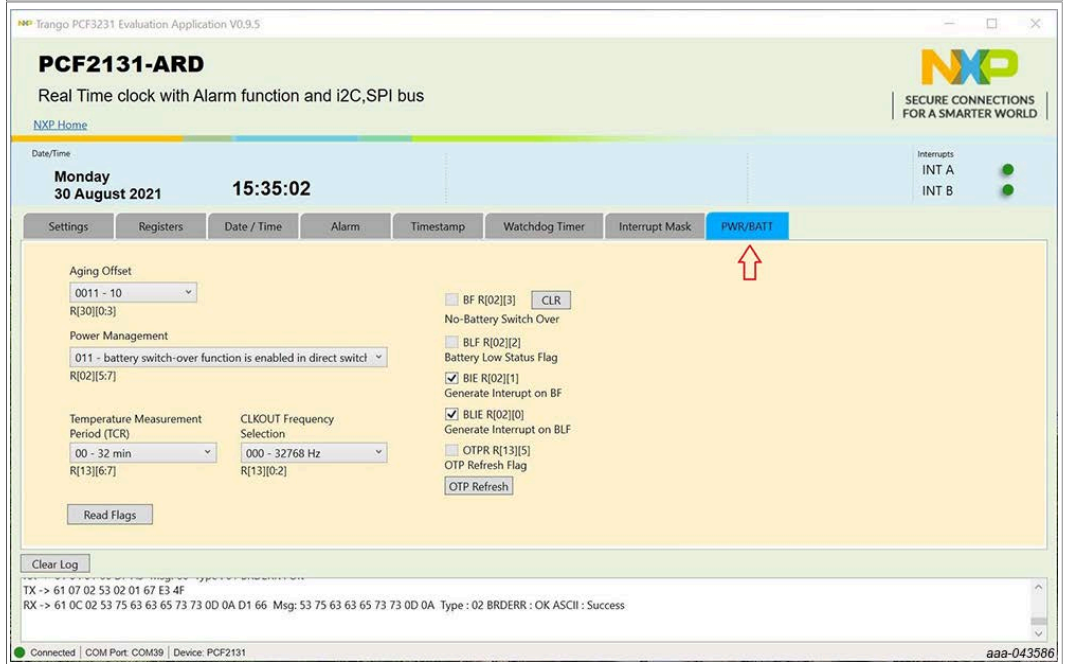 NXP Trango PCF3231 Evaluation Application V0.9.5
PCF2131-ARD
Real Time clock with Alarm function and i2C,SPI bus
NXP Home
NXP
SECURE CONNECTIONS
FOR A SMARTER WORLD
Date/Time
Monday
30 August 2021
15:35:02
Interrupts
INT A
INT B
Settings Registers Date / Time Alarm Timestamp Watchdog Timer Interrupt Mask PWR/BATT
Aging Offset
0011 - 10
R[30][0:3]
Power Management
011 - battery switch-over function is enabled in direct switcl
R[02][5:7]
Temperature Measurement
Period (TCR)
00 - 32 min
R[13][6:7]
CLKOUT Frequency
Selection
000 - 32768 Hz
R[13][0:2]
Read Flags
BF R[02][3] CLR
No-Battery Switch Over
BLF R[02][2]
Battery Low Status Flag
BIE R[02][1]
Generate Interupt on BF
BLIE R[02][0]
Generate Interrupt on BLF
OTPR R[13][5]
OTP Refresh Flag
OTP Refresh
Clear Log
TX -> 61 07 02 53 02 01 67 E3 4F
RX -> 61 0C 02 53 75 63 63 65 73 73 0D 0A D1 66 Msg: 53 75 63 63 65 73 73 0D 0A Type : 02 BRDERR : OK ASCII : Success
Connected COM Port: COM39 Device: PCF2131
aaa-043586